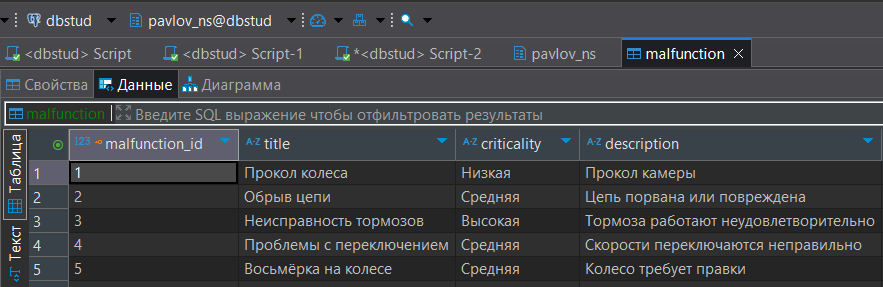 dbstud pavlov_ns@dbstud
<dbstud> Script <dbstud> Script-1 *<dbstud> Script-2 pavlov_ns malfunction
Свойства Данные Диаграмма
malfunction Введите SQL выражение чтобы отфильтровать результаты
Таблица
Текст
123 malfunction_id A-Z title A-Z criticality A-Z description
1 1 Прокол колеса Низкая Прокол камеры
2 2 Обрыв цепи Средняя Цепь порвана или повреждена
3 3 Неисправность тормозов Высокая Тормоза работают неудовлетворительно
4 4 Проблемы с переключением Средняя Скорости переключаются неправильно
5 5 Восьмёрка на колесе Средняя Колесо требует правки